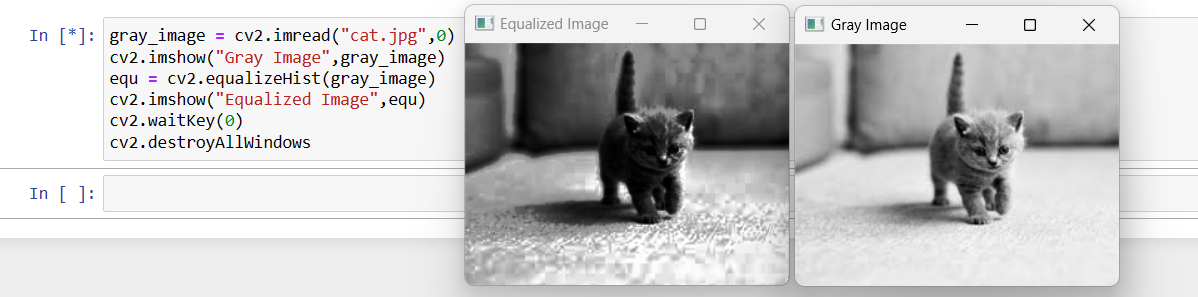 In [*]: gray_image = cv2.imread("cat.jpg",0)
cv2.imshow("Gray Image",gray_image)
equ = cv2.equalizeHist(gray_image)
cv2.imshow("Equalized Image",equ)
cv2.waitKey(0)
cv2.destroyAllWindows
In [ ]:
Equalized Image
Gray Image